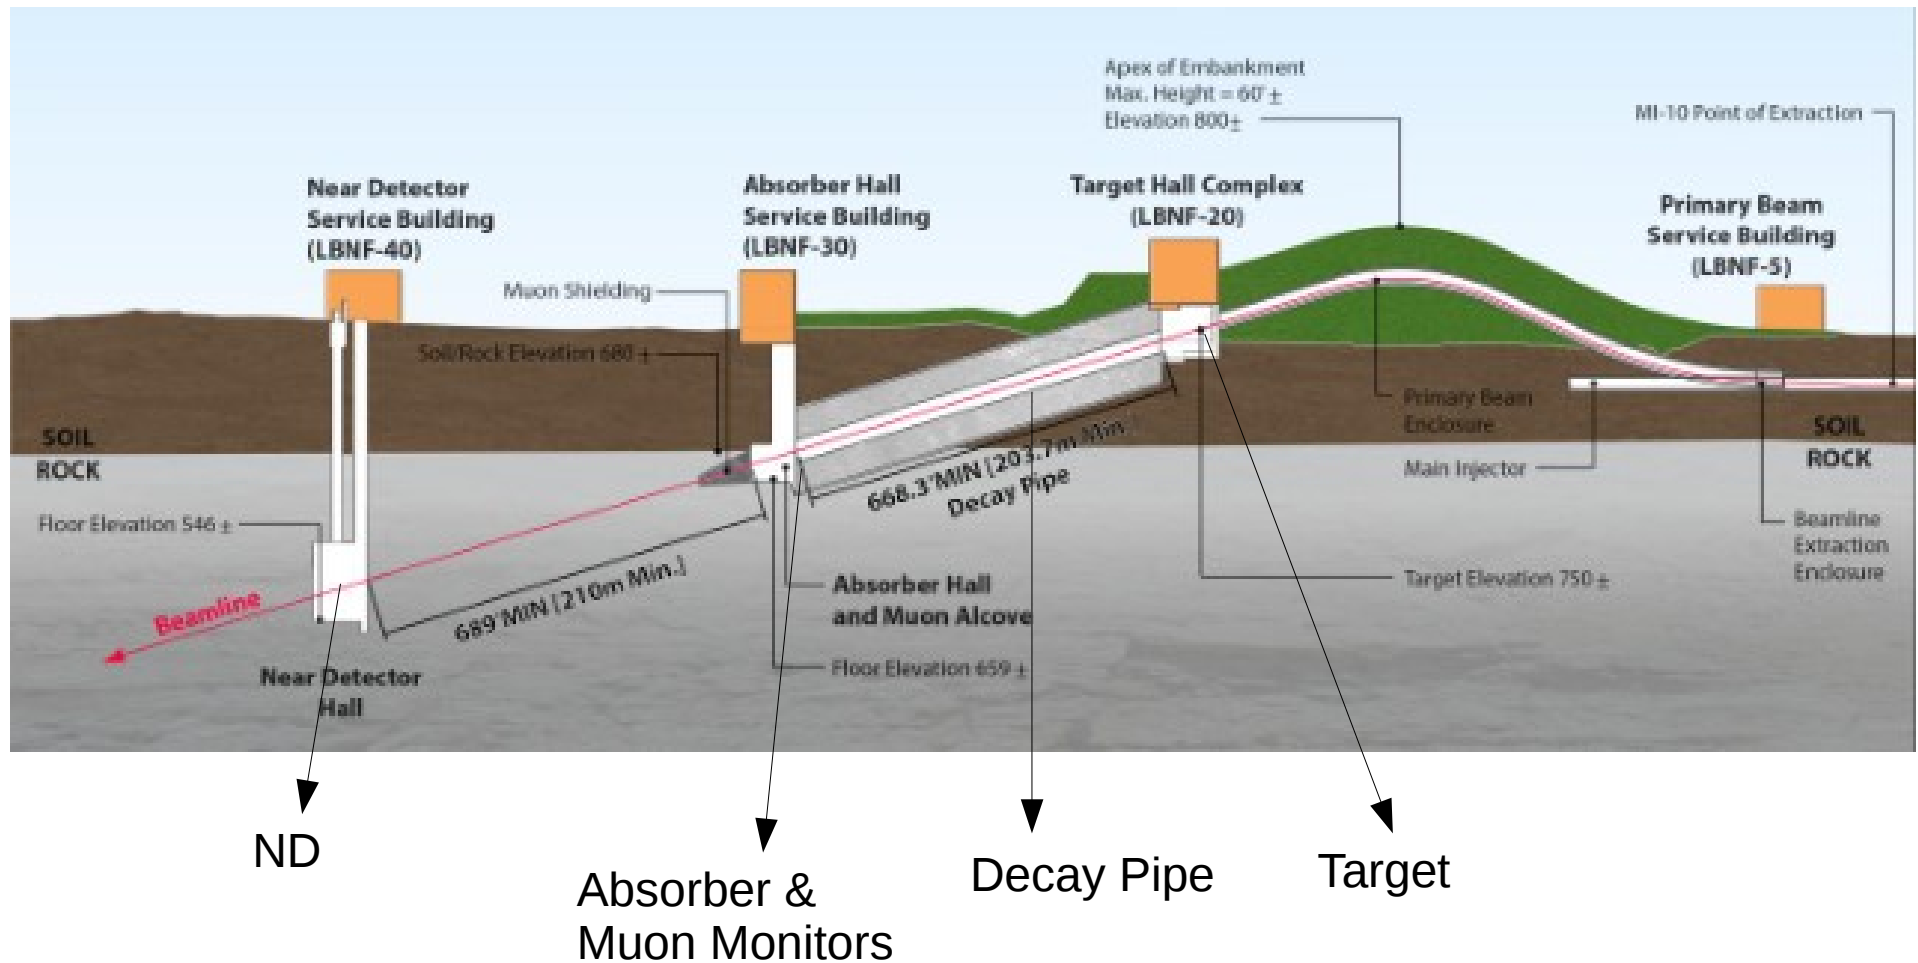 Apex of Embankment
Max. Height = 60' ±
Elevation 800±
MI-10 Point of Extraction
Near Detector
Service Building
(LBNF-40)
Absorber Hall
Service Building
(LBNF-30)
Target Hall Complex
(LBNF-20)
Primary Beam
Service Building
(LBNF-5)
Muon Shielding
Soil/Rock Elevation 680 ±
SOIL
ROCK
Primary Beam
Enclosure
Main Injector
SOIL
ROCK
Floor Elevation 546 ±
668.3'MIN [203.7m Min
Decay Pipe
Beamline
Extraction
Enclosure
Beamline
689'MIN [210m Min.]
Absorber Hall
and Muon Alcove
Target Elevation 750 ±
Floor Elevation 659 ±
Near Detector
Hall
ND
Absorber &
Muon Monitors
Decay Pipe
Target